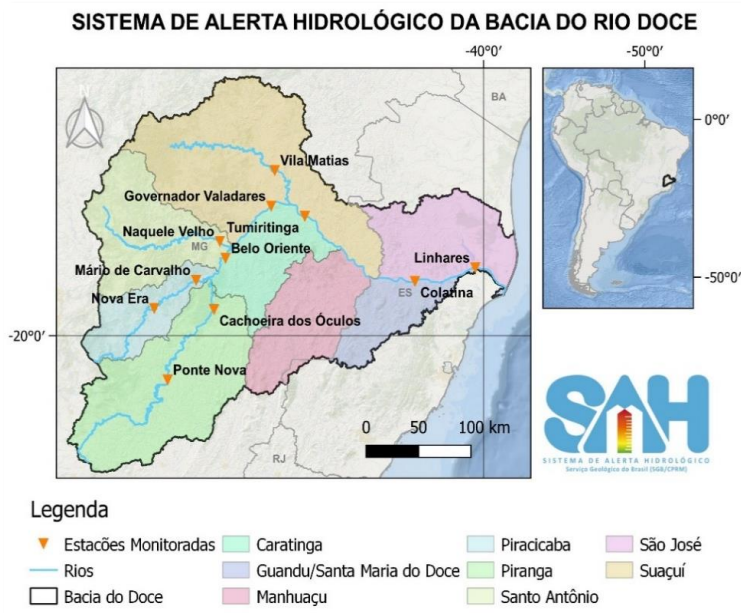 SISTEMA DE ALERTA HIDROLÓGICO DA BACIA DO RIO DOCE
-40°0'
-50°0'
N
BA
0°0'
Vila Matias
Governador Valadares
Naquele Velho
Tumiritinga
MG
Belo Oriente
Mário de Carvalho
Linhares
Nova Era
ES
Colatina
-50°0'
Cachoeira dos Óculos
-20°0'
Ponte Nova
0 50 100 km
RJ
SAH
SISTEMA DE ALERTA HIDROLÓGICO
Serviço Geológico do Brasil (SGB/CPRM)
Legenda
Estacões Monitoradas
Caratinga
Piracicaba
São José
Rios
Guandu/Santa Maria do Doce
Piranga
Suaçuí
Bacia do Doce
Manhuaçu
Santo Antônio